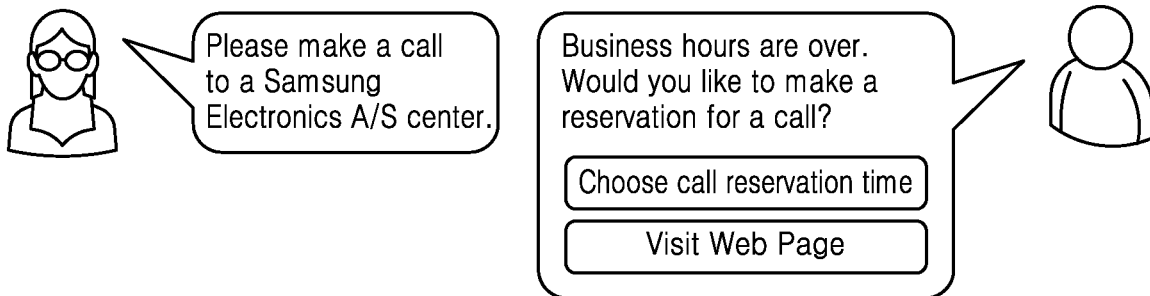 Please make a call
to a Samsung
Electronics A/S center.
Business hours are over.
Would you like to make a
reservation for a call?
Choose call reservation time
Visit Web Page